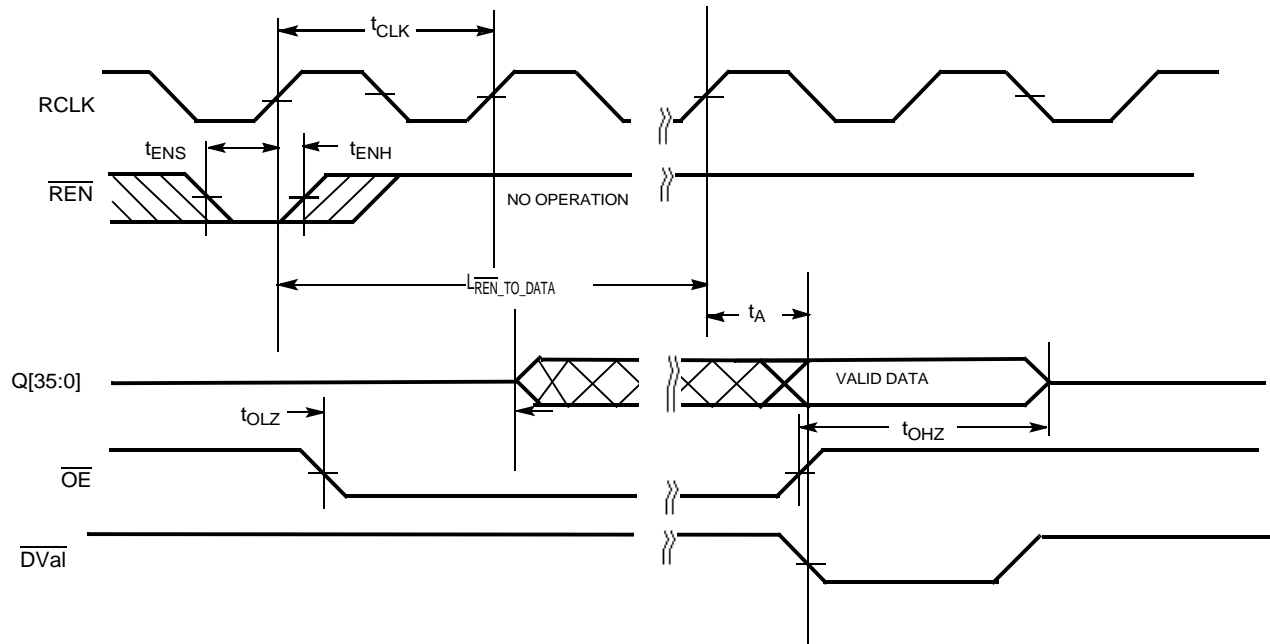 tCLK
RCLK
tENS
tENH
REN
NO OPERATION
LREN_TO_DATA
tA
Q[35:0]
VALID DATA
tOLZ
tOHZ
OE
DVal